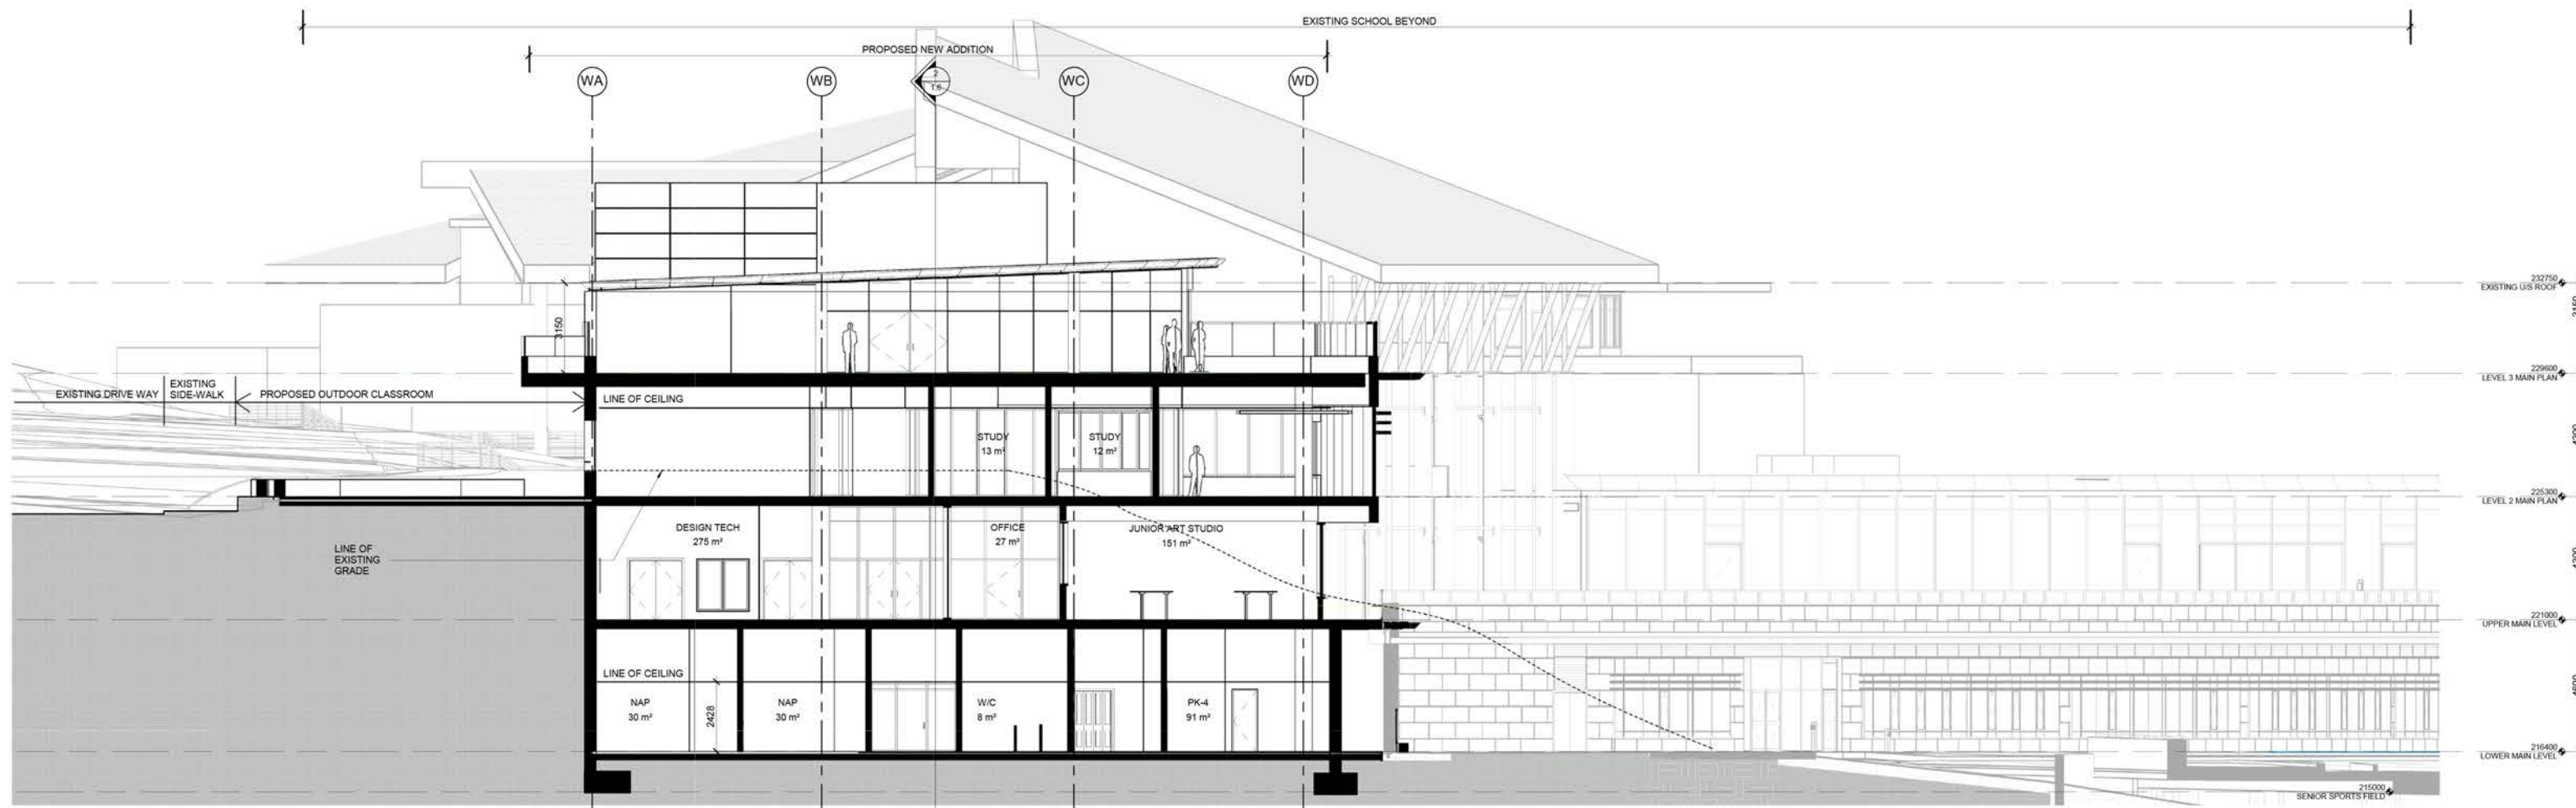 EXISTING SCHOOL BEYOND
PROPOSED NEW ADDITION
WA
WB
2
1.6
WC
WD
232750
EXISTING U/S ROOF
3150
3150
229600
LEVEL 3 MAIN PLAN
EXISTING DRIVE WAY
EXISTING
SIDE-WALK
PROPOSED OUTDOOR CLASSROOM
LINE OF CEILING
STUDY
13 m²
STUDY
12 m²
4300
225300
LEVEL 2 MAIN PLAN
DESIGN TECH
275 m²
OFFICE
27 m²
JUNIOR ART STUDIO
151 m²
LINE OF
EXISTING
GRADE
4300
221000
UPPER MAIN LEVEL
LINE OF CEILING
NAP
30 m²
2428
NAP
30 m²
W/C
8 m²
PK-4
91 m²
4600
216400
LOWER MAIN LEVEL
215000
SENIOR SPORTS FIELD